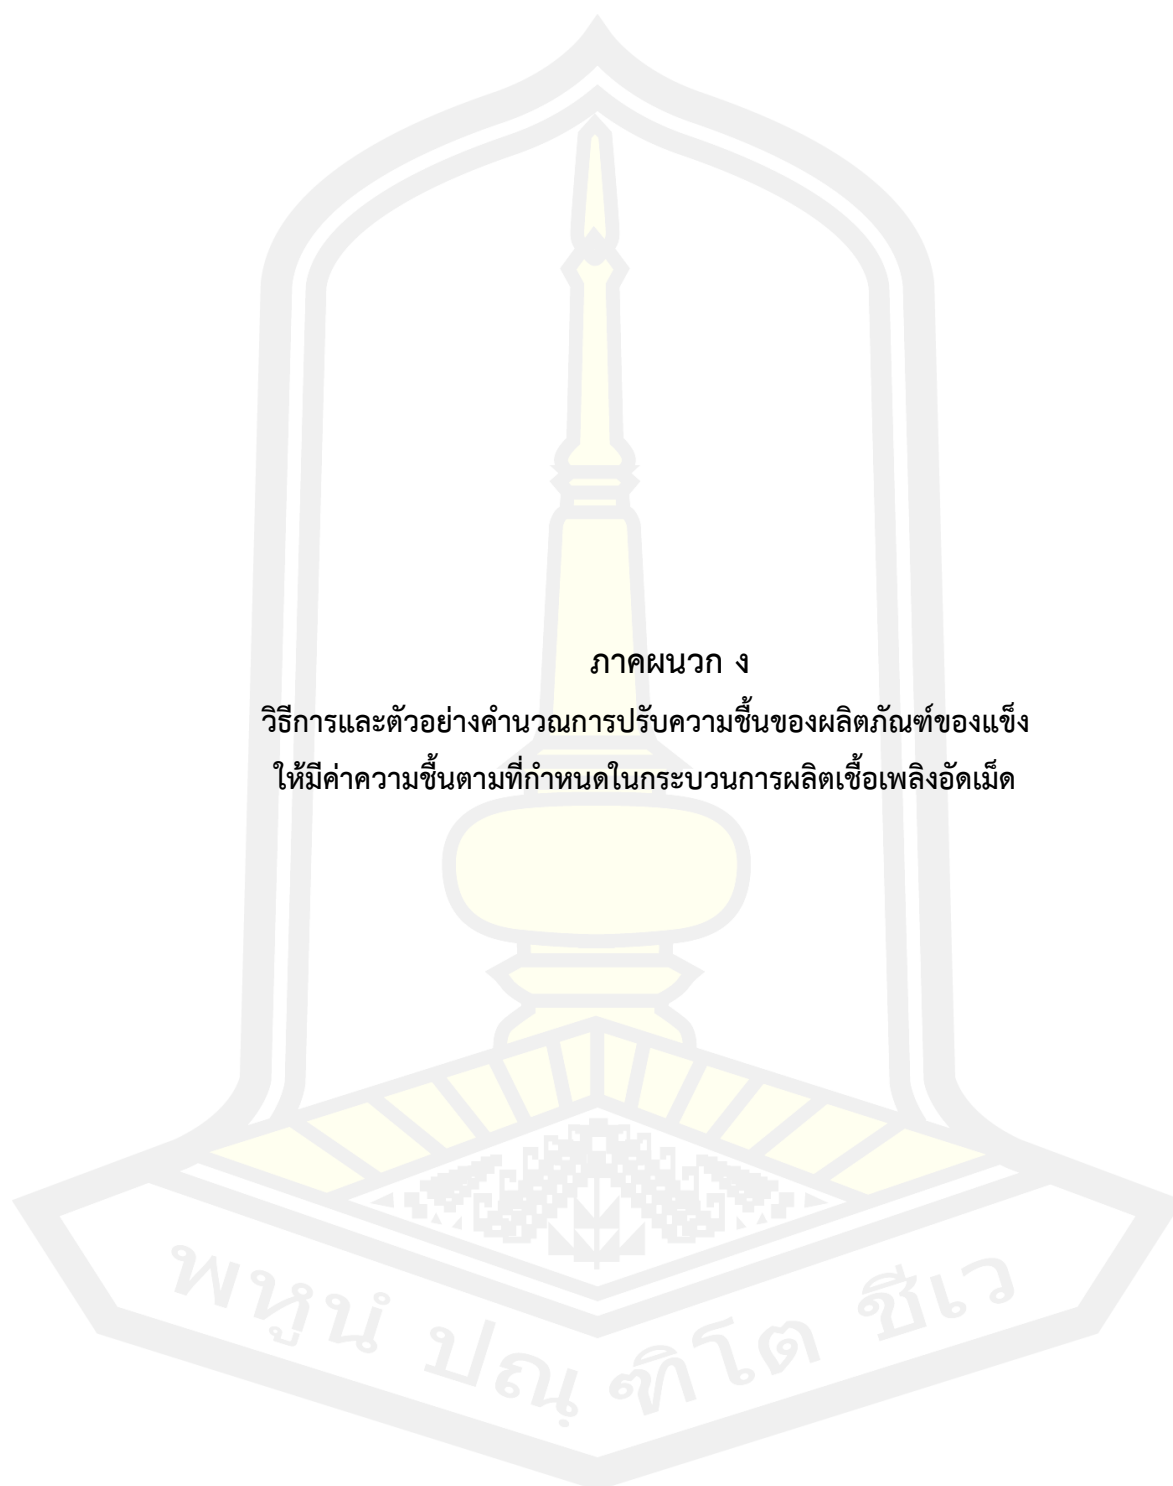 ภาคผนวก ง
วิธีการและตัวอย่างคำนวณการปรับความชื้นของผลิตภัณฑ์ของแข็ง
ให้มีค่าความชื้นตามที่กำหนดในกระบวนการผลิตเชื้อเพลิงอัดเม็ด
พหูนํ ปณฺฑิโต ชีเว